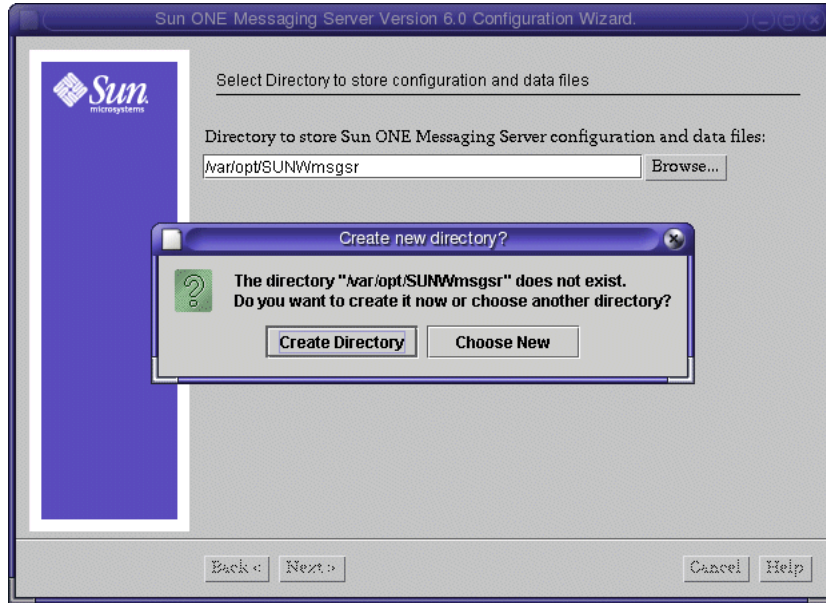 Sun ONE Messaging Server Version 6.0 Configuration Wizard.
Sun
microsystems
Select Directory to store configuration and data files
Directory to store Sun ONE Messaging Server configuration and data files:
/var/opt/SUNWmsgsr
Browse...
Create new directory?
The directory "/var/opt/SUNWmsgsr" does not exist.
Do you want to create it now or choose another directory?
Create Directory
Choose New
Back <
Next >
Cancel
Help